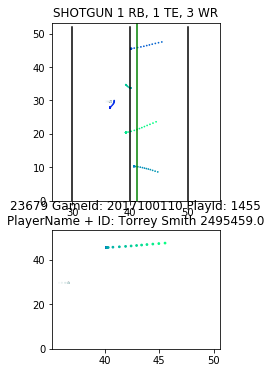 SHOTGUN 1 RB, 1 TE, 3 WR
50
40
30
20
10
0
30 40 50
23679 GameId: 2017100110 PlayId: 1455
PlayerName + ID: Torrey Smith 2495459.0
40
20
0
40 50